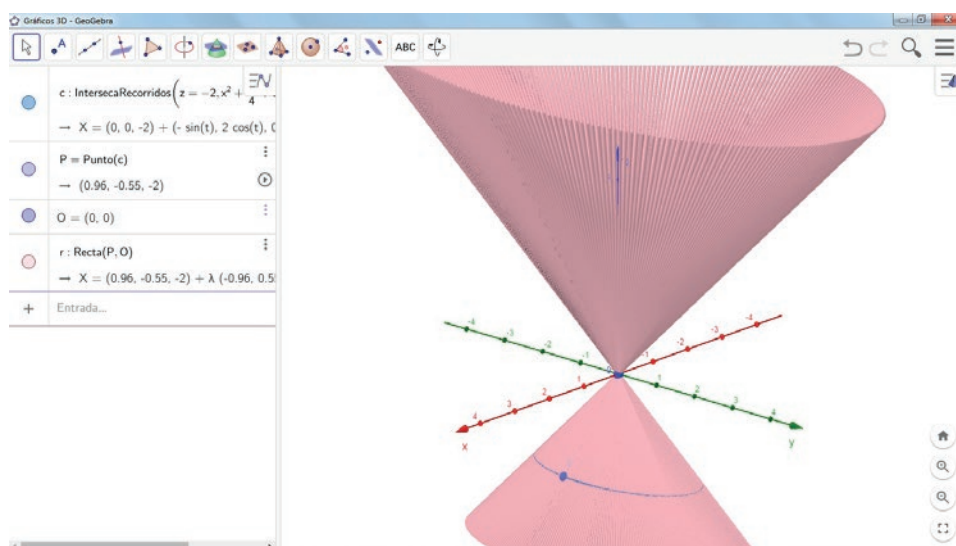 Gráficos 3D - GeoGebra
ABC
c : IntersecaRecorridos(z = −2, x² + 
4
→ X = (0, 0, -2) + (- sin(t), 2 cos(t), 0
P = Punto(c)
→ (0.96, -0.55, -2)
O = (0, 0)
r : Recta(P, O)
→ X = (0.96, -0.55, -2) + λ (-0.96, 0.5
+ Entrada...
-4 -3 -2 -1 0 1 2 3 4
-4 -3 -2 -1 1 2 3 4
x
y